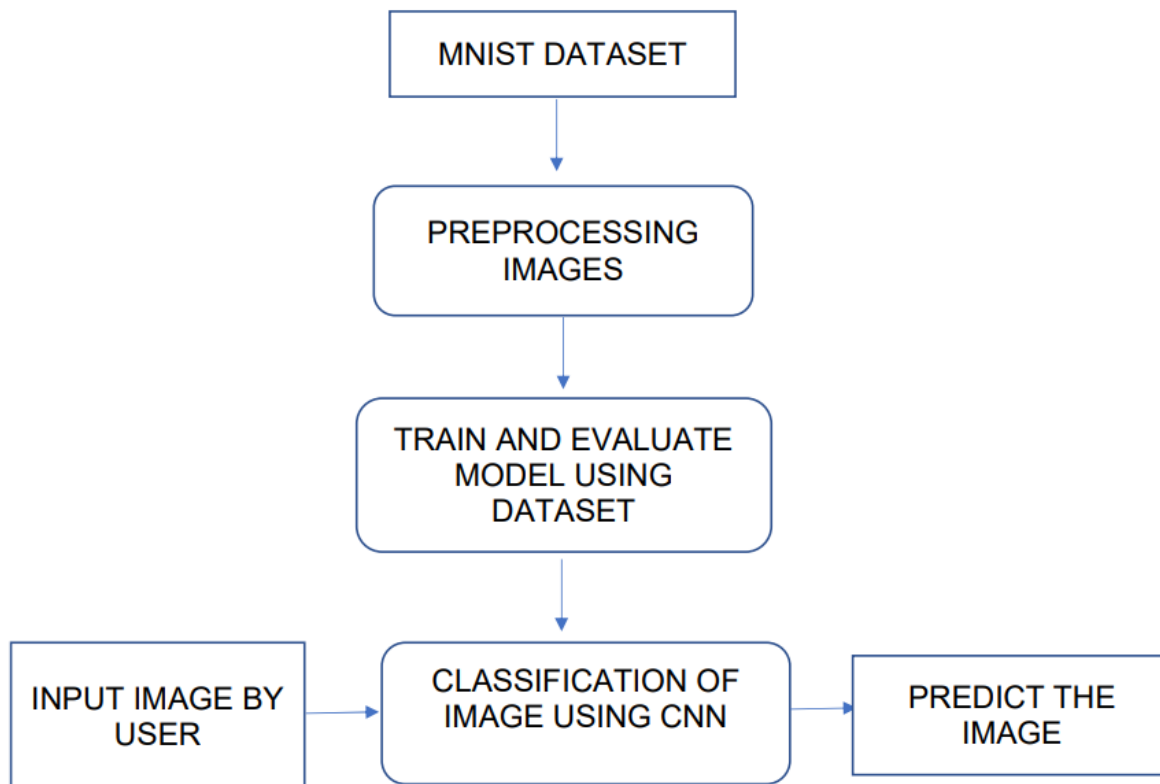 MNIST DATASET
PREPROCESSING
IMAGES
TRAIN AND EVALUATE
MODEL USING
DATASET
INPUT IMAGE BY
USER
CLASSIFICATION OF
IMAGE USING CNN
PREDICT THE
IMAGE